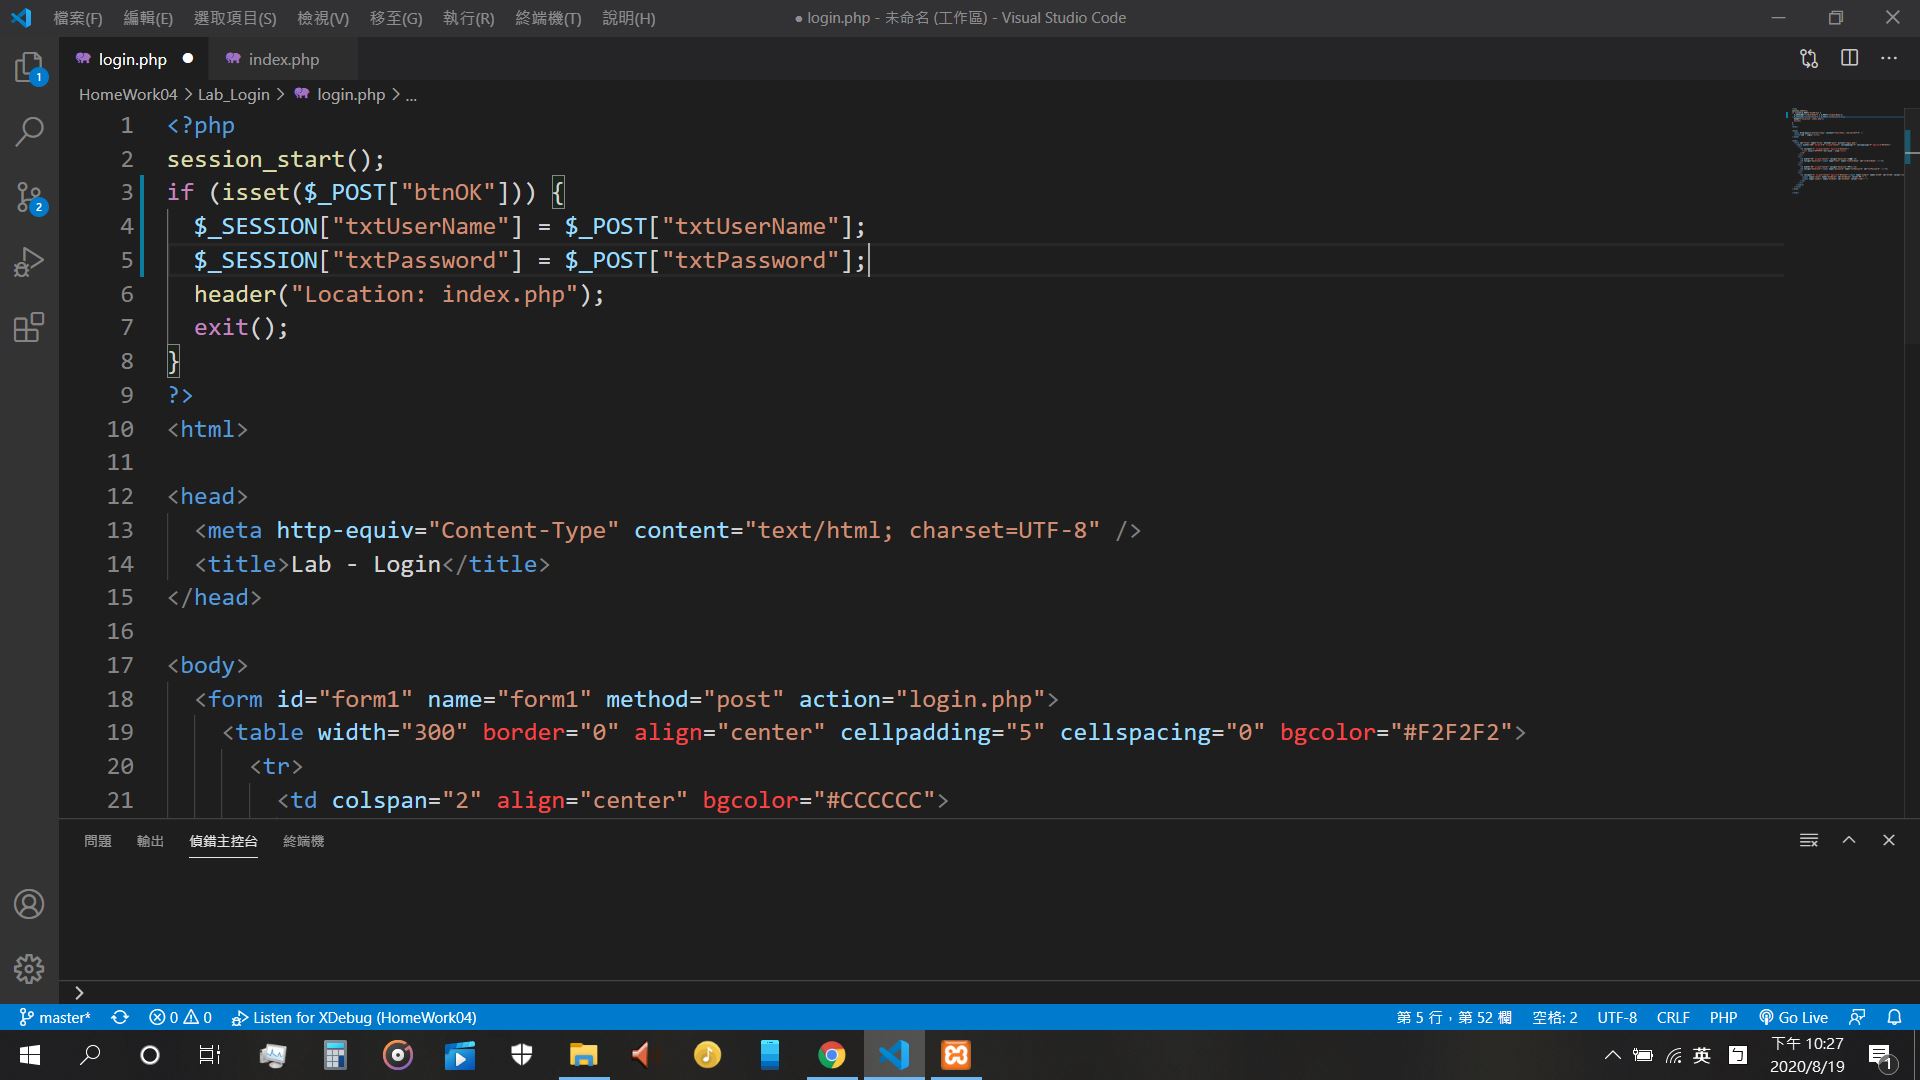 檔案(F) 編輯(E) 選取項目(S) 檢視(V) 移至(G) 執行(R) 終端機(T) 說明(H) ● login.php - 未命名 (工作區) - Visual Studio Code
login.php ● index.php
HomeWork04 > Lab_Login > login.php > ...
1 <?php
2 session_start();
3 if (isset($_POST["btnOK"])) {
4 $_SESSION["txtUserName"] = $_POST["txtUserName"];
5 $_SESSION["txtPassword"] = $_POST["txtPassword"];
6 header("Location: index.php");
7 exit();
8 }
9 ?>
10 <html>
11
12 <head>
13 <meta http-equiv="Content-Type" content="text/html; charset=UTF-8" />
14 <title>Lab - Login</title>
15 </head>
16
17 <body>
18 <form id="form1" name="form1" method="post" action="login.php">
19 <table width="300" border="0" align="center" cellpadding="5" cellspacing="0" bgcolor="#F2F2F2">
20 <tr>
21 <td colspan="2" align="center" bgcolor="#CCCCCC">
1
2
問題 輸出 偵錯主控台 終端機
master* 0 0 Listen for XDebug (HomeWork04) 第 5 行，第 52 欄 空格: 2 UTF-8 CRLF PHP Go Live
英 下午 10:27
2020/8/19 1